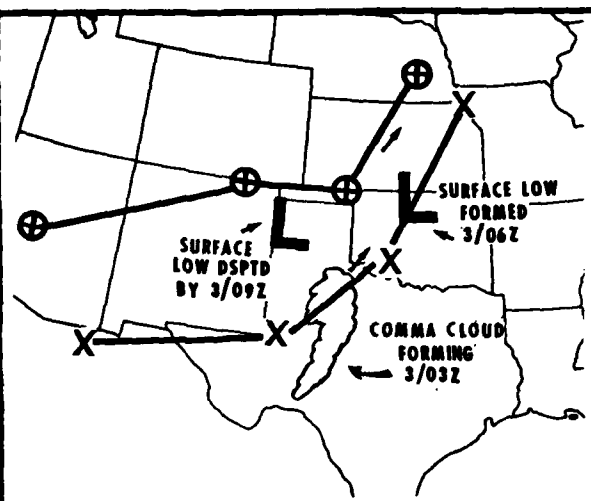 SURFACE LOW
FORMED
3/06Z
L
L
SURFACE
LOW DSPTD
BY 3/09Z
COMMA CLOUD
FORMING
3/03Z
X
X
X
X